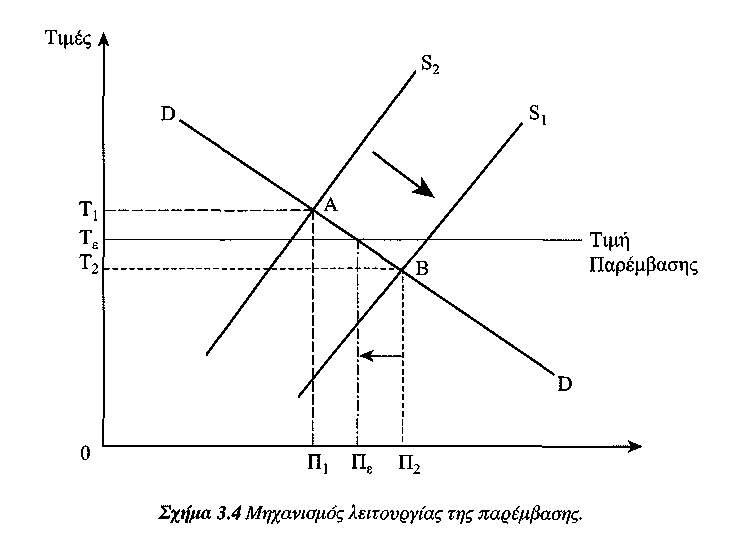 Τιμές
S₂
D
S₁
A
T₁
Tε
Τιμή
Παρέμβασης
T₂
B
D
0
Π₁
Πε
Π₂
Σχήμα 3.4 Μηχανισμός λειτουργίας της παρέμβασης.